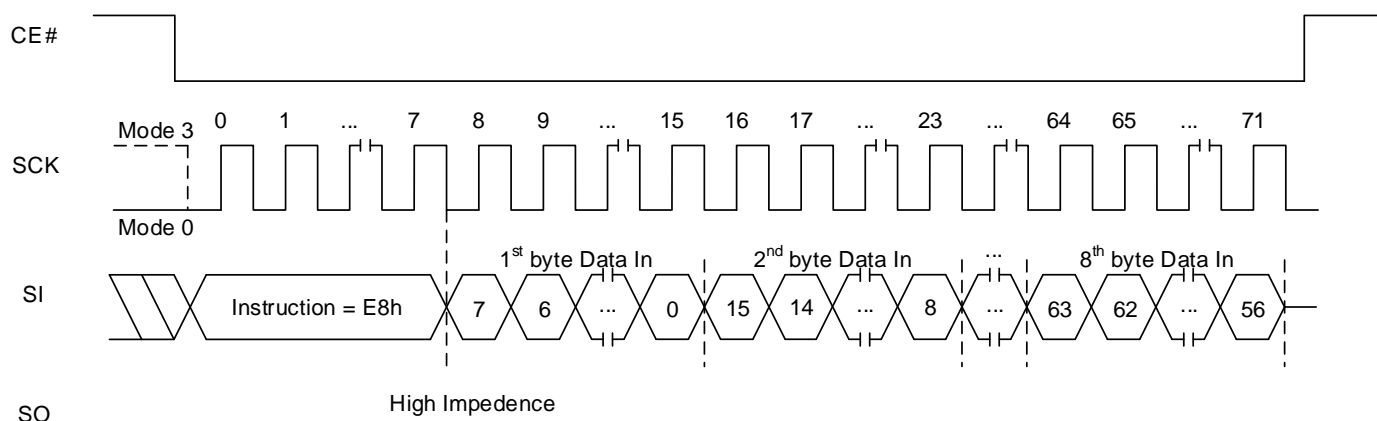 CE#
0 1 ... 7 8 9 ... 15 16 17 ... 23 ... 64 65 ... 71
Mode 3
SCK
Mode 0
1st byte Data In 2nd byte Data In ... 8th byte Data In
SI
Instruction = E8h 7 6 ... 0 15 14 ... 8 ... 63 62 ... 56
High Impedence
SO